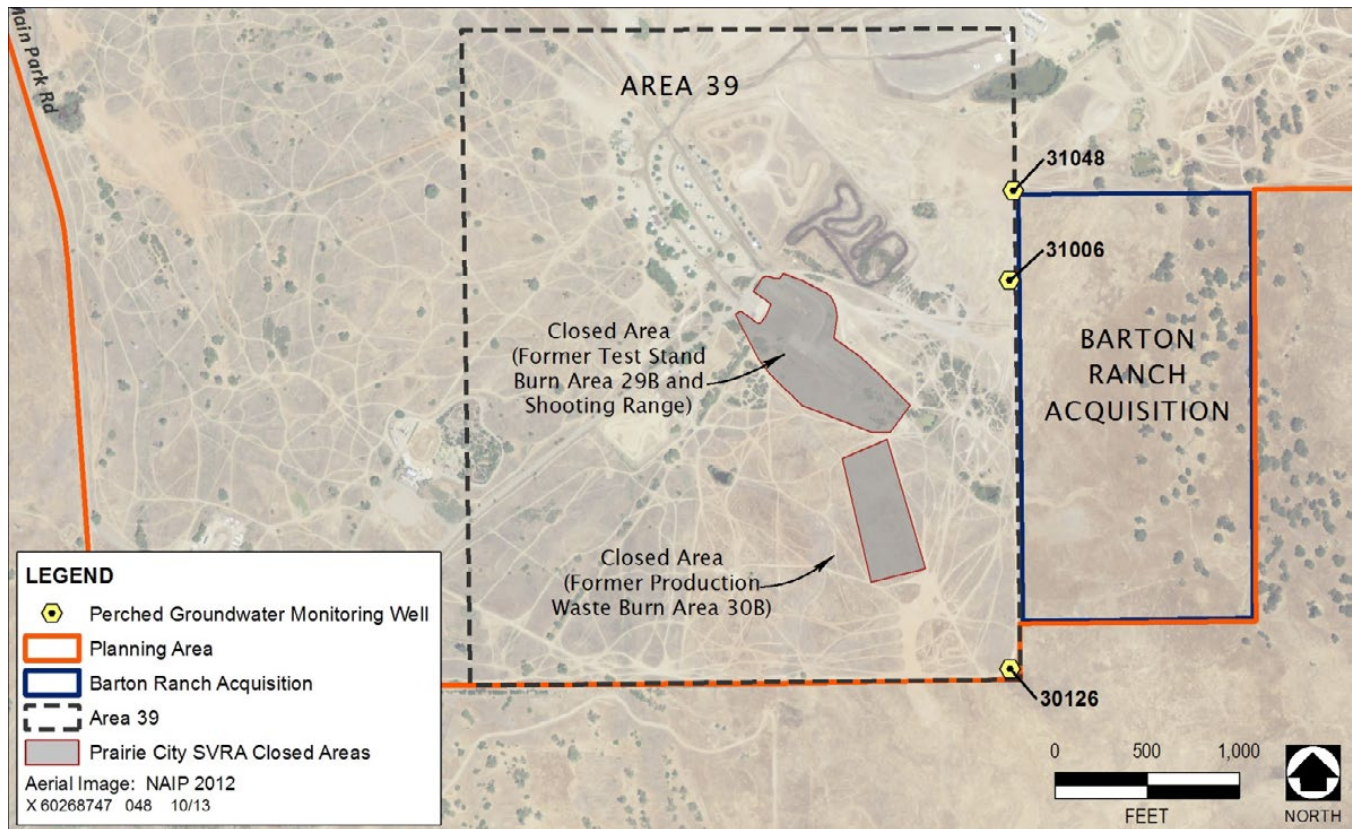 Main Park Rd
AREA 39
31048
31006
BARTON
RANCH
ACQUISITION
Closed Area
(Former Test Stand
Burn Area 29B and
Shooting Range)
Closed Area
(Former Production
Waste Burn Area 30B)
30126
LEGEND
Perched Groundwater Monitoring Well
Planning Area
Barton Ranch Acquisition
Area 39
Prairie City SVRA Closed Areas
Aerial Image: NAIP 2012
X 60268747 048 10/13
0 500 1,000
FEET
NORTH